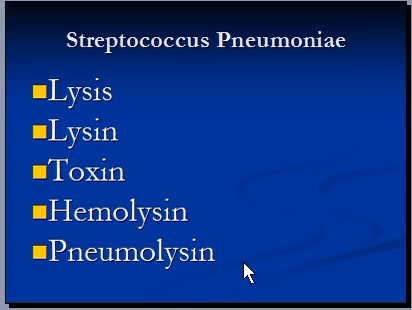 Streptococcus Pneumoniae
Lysis
Lysin
Toxin
Hemolysin
Pneumolysin